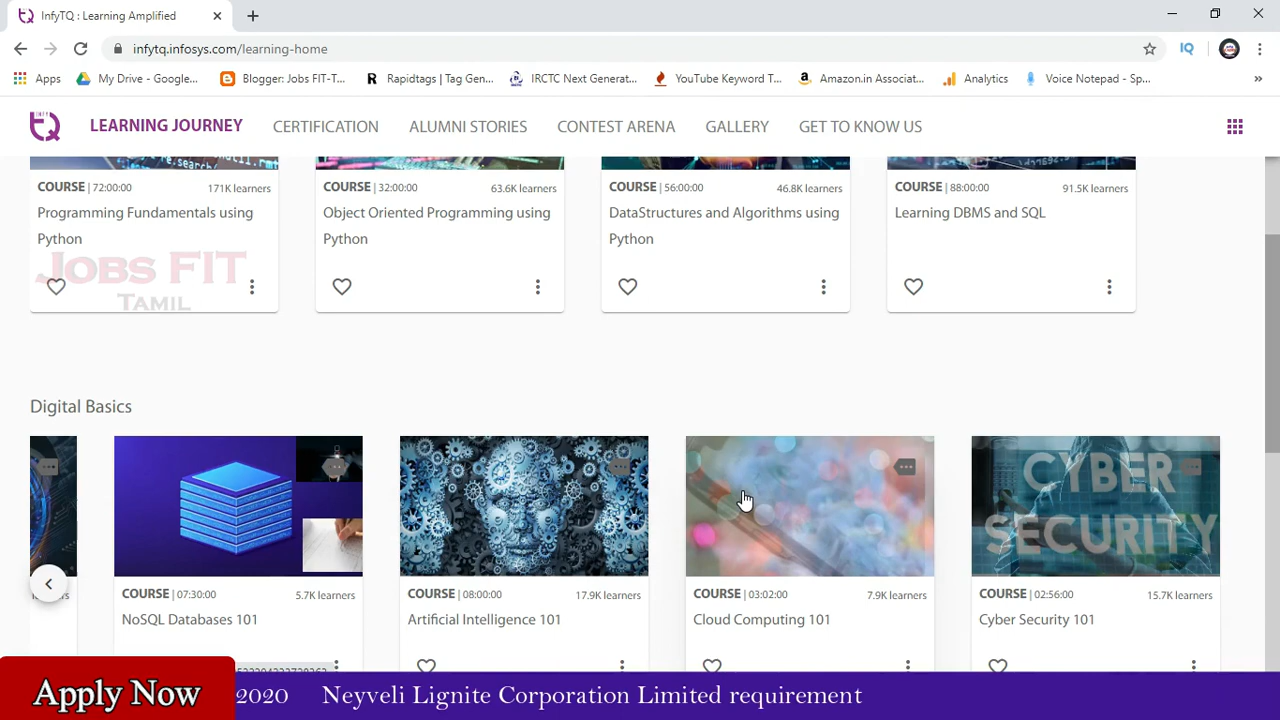 InfyTQ : Learning Amplified
infytq.infosys.com/learning-home
Apps My Drive - Google... Blogger: Jobs FIT-T... Rapidtags | Tag Gen... IRCTC Next Generat... YouTube Keyword T... Amazon.in Associat... Analytics Voice Notepad - Sp... »
LEARNING JOURNEY CERTIFICATION ALUMNI STORIES CONTEST ARENA GALLERY GET TO KNOW US
COURSE | 72:00:00 171K learners
Programming Fundamentals using
Python
COURSE | 32:00:00 63.6K learners
Object Oriented Programming using
Python
COURSE | 56:00:00 46.8K learners
DataStructures and Algorithms using
Python
COURSE | 88:00:00 91.5K learners
Learning DBMS and SQL
JOBS FIT
TAMIL
Digital Basics
CYBER
SECURITY
COURSE | 07:30:00 5.7K learners
NoSQL Databases 101
COURSE | 08:00:00 17.9K learners
Artificial Intelligence 101
COURSE | 03:02:00 7.9K learners
Cloud Computing 101
COURSE | 02:56:00 15.7K learners
Cyber Security 101
Apply Now
2020 Neyveli Lignite Corporation Limited requirement